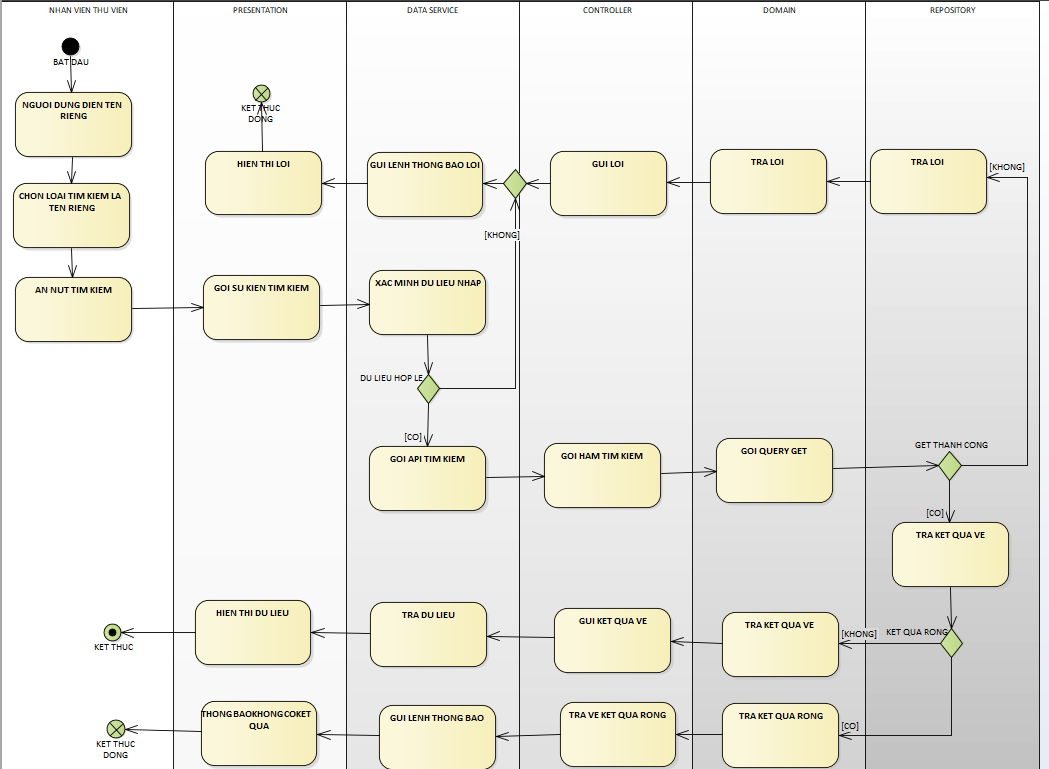 NHAN VIEN THU VIEN
PRESENTATION
DATA SERVICE
CONTROLLER
DOMAIN
REPOSITORY
BAT DAU
NGUOI DUNG DIEN TEN
RIENG
KET THUC
DONG
HIEN THI LOI
GUI LENH THONG BAO LOI
GUI LOI
TRA LOI
TRA LOI
[KHONG]
CHON LOAI TIM KIEM LA
TEN RIENG
[KHONG]
AN NUT TIM KIEM
GOI SU KIEN TIM KIEM
XAC MINH DU LIEU NHAP
DU LIEU HOP LE
[CO]
GOI API TIM KIEM
GOI HAM TIM KIEM
GOI QUERY GET
GET THANH CONG
[CO]
TRA KET QUA VE
HIEN THI DU LIEU
TRA DU LIEU
GUI KET QUA VE
TRA KET QUA VE
[KHONG]
KET QUA RONG
KET THUC
THONG BAOKHONG COKET
QUA
GUI LENH THONG BAO
TRA VE KET QUA RONG
TRA KET QUA RONG
[CO]
KET THUC
DONG